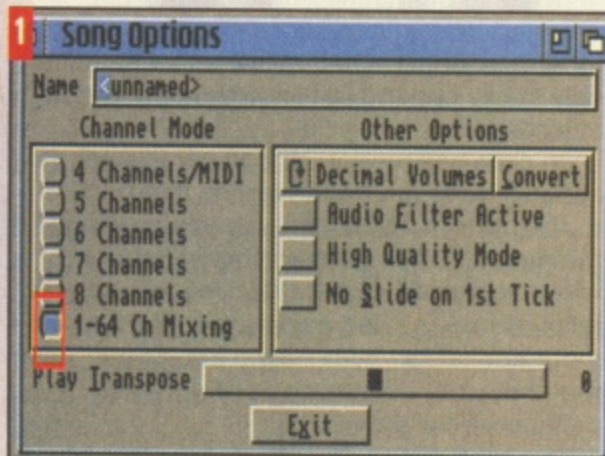 1
Song Options
Name <unnamed>
Channel Mode
4 Channels/MIDI
5 Channels
6 Channels
7 Channels
8 Channels
1-64 Ch Mixing
Other Options
Decimal Volumes Convert
Audio Filter Active
High Quality Mode
No Slide on 1st Tick
Play Transpose 0
Exit